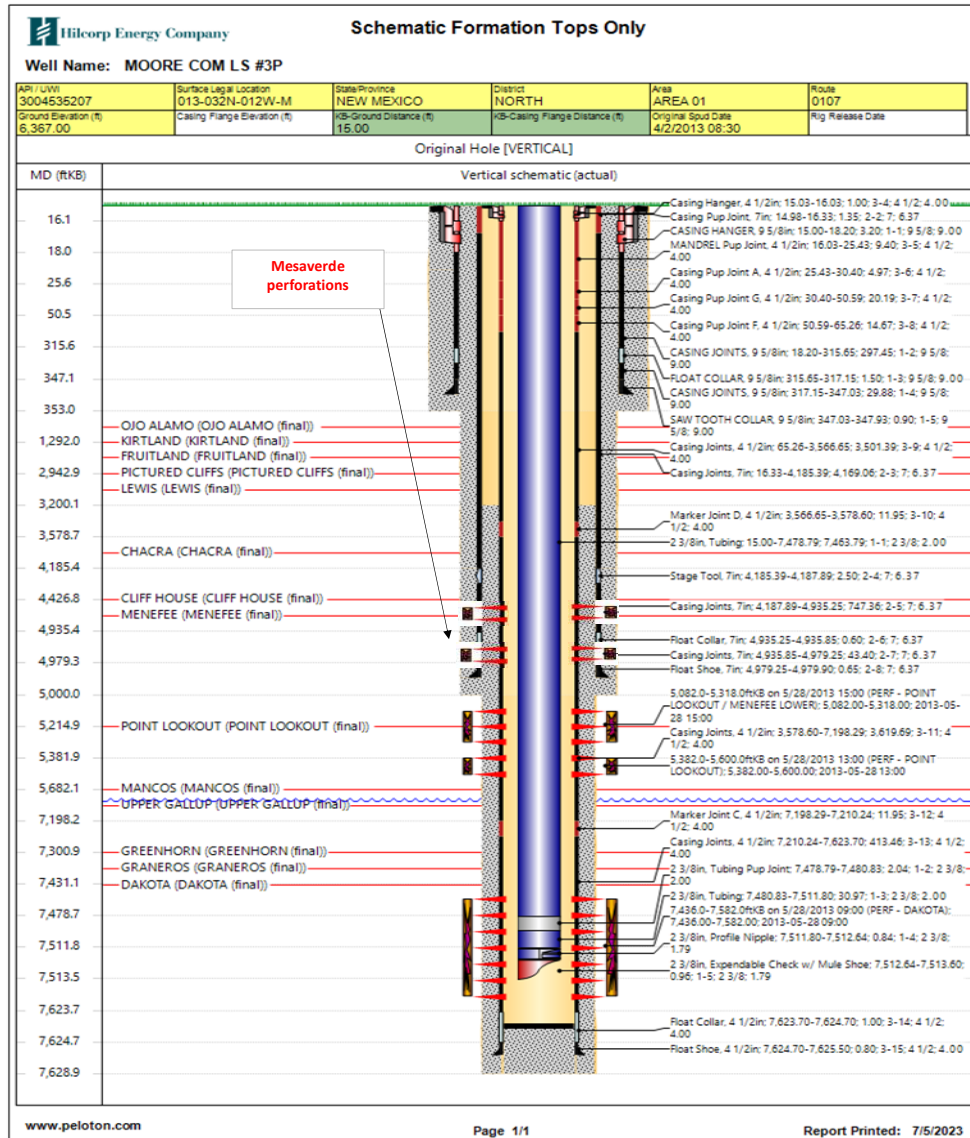 Hilcorp Energy Company
Schematic Formation Tops Only
Well Name: MOORE COM LS #3P
API / UWI
3004535207
Surface Legal Location
013-032N-012W-M
State/Province
NEW MEXICO
District
NORTH
Area
AREA 01
Route
0107
Ground Elevation (ft)
6,367.00
Casing Flange Elevation (ft)
KB-Ground Distance (ft)
15.00
KB-Casing Flange Distance (ft)
Original Spud Date
4/2/2013 08:30
Rig Release Date
Original Hole [VERTICAL]
MD (ftKB)
Vertical schematic (actual)
16.1
18.0
25.6
50.5
315.6
347.1
353.0
1,292.0
2,942.9
3,200.1
3,578.7
4,185.4
4,426.8
4,935.4
4,979.3
5,000.0
5,214.9
5,381.9
5,682.1
7,198.2
7,300.9
7,431.1
7,478.7
7,511.8
7,513.5
7,623.7
7,624.7
7,628.9
Mesaverde
perforations
OJO ALAMO (OJO ALAMO (final))
KIRTLAND (KIRTLAND (final))
FRUITLAND (FRUITLAND (final))
PICTURED CLIFFS (PICTURED CLIFFS (final))
LEWIS (LEWIS (final))
CHACRA (CHACRA (final))
CLIFF HOUSE (CLIFF HOUSE (final))
MENEFEE (MENEFEE (final))
POINT LOOKOUT (POINT LOOKOUT (final))
MANCOS (MANCOS (final))
UPPER GALLUP (UPPER GALLUP (final))
GREENHORN (GREENHORN (final))
GRANEROS (GRANEROS (final))
DAKOTA (DAKOTA (final))
Casing Hanger, 4 1/2in; 15.03-16.03; 1.00; 3-4; 4 1/2; 4.00
Casing Pup Joint, 7in; 14.98-16.33; 1.35; 2-2; 7; 6.37
CASING HANGER, 9 5/8in; 15.00-18.20; 3.20; 1-1; 9 5/8; 9.00
MANDREL Pup Joint, 4 1/2in; 16.03-25.43; 9.40; 3-5; 4 1/2;
4.00
Casing Pup Joint A, 4 1/2in; 25.43-30.40; 4.97; 3-6; 4 1/2;
4.00
Casing Pup Joint G, 4 1/2in; 30.40-50.59; 20.19; 3-7; 4 1/2;
4.00
Casing Pup Joint F, 4 1/2in; 50.59-65.26; 14.67; 3-8; 4 1/2;
4.00
CASING JOINTS, 9 5/8in; 18.20-315.65; 297.45; 1-2; 9 5/8;
9.00
FLOAT COLLAR, 9 5/8in; 315.65-317.15; 1.50; 1-3; 9 5/8; 9.00
CASING JOINTS, 9 5/8in; 317.15-347.03; 29.88; 1-4; 9 5/8;
9.00
SAW TOOTH COLLAR, 9 5/8in; 347.03-347.93; 0.90; 1-5; 9
5/8; 9.00
Casing Joints, 4 1/2in; 65.26-3,566.65; 3,501.39; 3-9; 4 1/2;
4.00
Casing Joints, 7in; 16.33-4,185.39; 4,169.06; 2-3; 7; 6.37
Marker Joint D, 4 1/2in; 3,566.65-3,578.60; 11.95; 3-10; 4
1/2; 4.00
2 3/8in, Tubing; 15.00-7,478.79; 7,463.79; 1-1; 2 3/8; 2.00
Stage Tool, 7in; 4,185.39-4,187.89; 2.50; 2-4; 7; 6.37
Casing Joints, 7in; 4,187.89-4,935.25; 747.36; 2-5; 7; 6.37
Float Collar, 7in; 4,935.25-4,935.85; 0.60; 2-6; 7; 6.37
Casing Joints, 7in; 4,935.85-4,979.25; 43.40; 2-7; 7; 6.37
Float Shoe, 7in; 4,979.25-4,979.90; 0.65; 2-8; 7; 6.37
5,082.0-5,318.0ftKB on 5/28/2013 15:00 (PERF - POINT
LOOKOUT / MENEFEE LOWER); 5,082.00-5,318.00; 2013-05-
28 15:00
Casing Joints, 4 1/2in; 3,578.60-7,198.29; 3,619.69; 3-11; 4
1/2; 4.00
5,382.0-5,600.0ftKB on 5/28/2013 13:00 (PERF - POINT
LOOKOUT); 5,382.00-5,600.00; 2013-05-28 13:00
Marker Joint C, 4 1/2in; 7,198.29-7,210.24; 11.95; 3-12; 4
1/2; 4.00
Casing Joints, 4 1/2in; 7,210.24-7,623.70; 413.46; 3-13; 4 1/2;
4.00
2 3/8in, Tubing Pup Joint; 7,478.79-7,480.83; 2.04; 1-2; 2 3/8;
2.00
2 3/8in, Tubing; 7,480.83-7,511.80; 30.97; 1-3; 2 3/8; 2.00
7,436.0-7,582.0ftKB on 5/28/2013 09:00 (PERF - DAKOTA);
7,436.00-7,582.00; 2013-05-28 09:00
2 3/8in, Profile Nipple; 7,511.80-7,512.64; 0.84; 1-4; 2 3/8;
1.79
2 3/8in, Expendable Check w/ Mule Shoe; 7,512.64-7,513.60;
0.96; 1-5; 2 3/8; 1.79
Float Collar, 4 1/2in; 7,623.70-7,624.70; 1.00; 3-14; 4 1/2;
4.00
Float Shoe, 4 1/2in; 7,624.70-7,625.50; 0.80; 3-15; 4 1/2; 4.00
www.peloton.com
Page 1/1
Report Printed: 7/5/2023